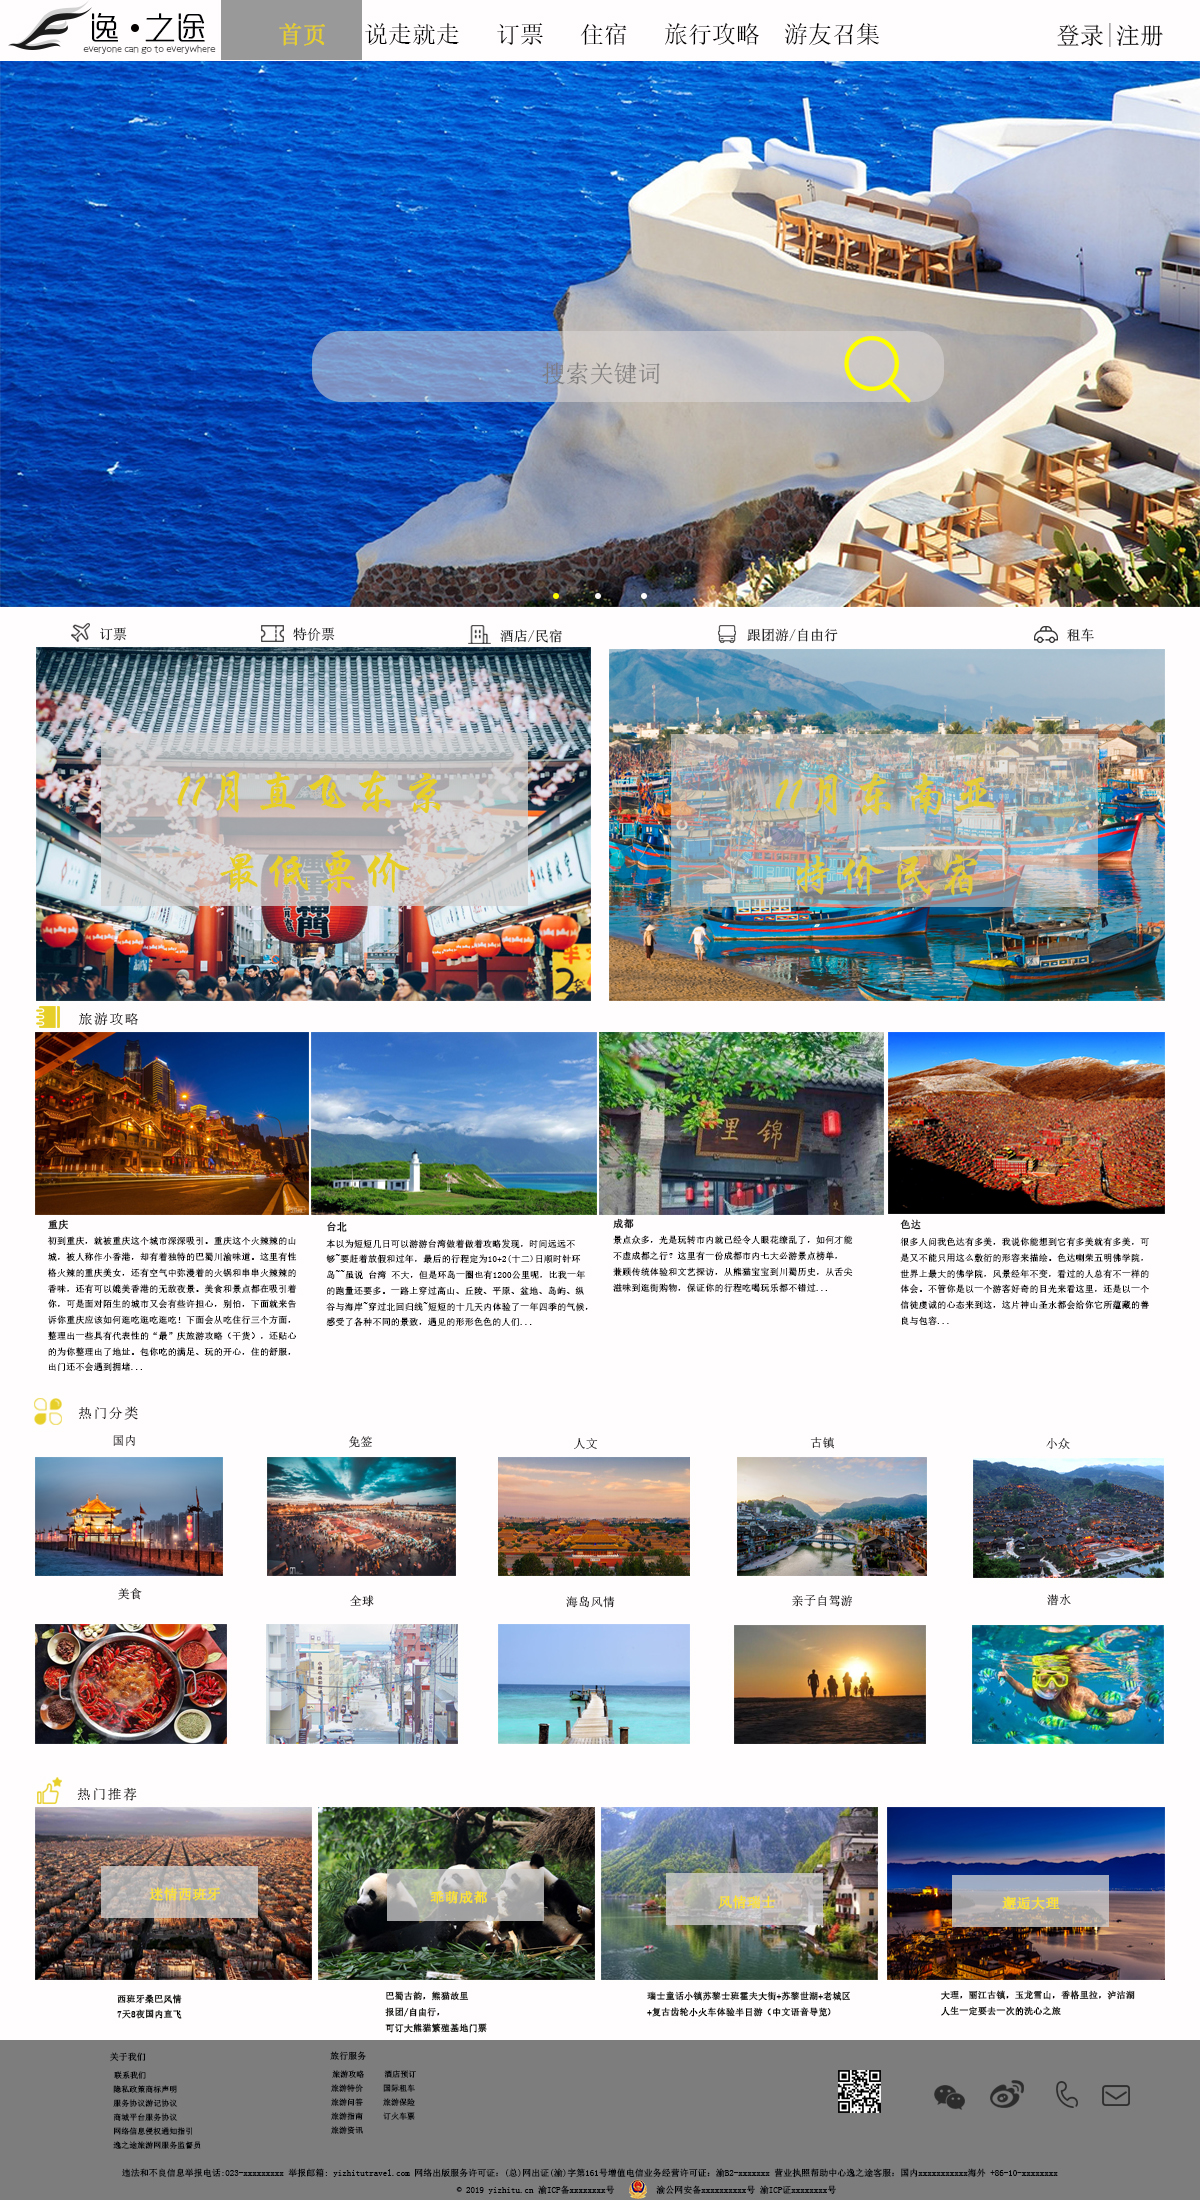 逸·之途
everyone can go to everywhere
首页 说走就走 订票 住宿 旅行攻略 游友召集 登录|注册
搜索关键词
订票 特价票 酒店/民宿 跟团游/自由行 租车
11月直飞东京
最低票价
11月东南亚
特价民宿
旅游攻略
锦里
重庆
初到重庆，就被重庆这个城市深深吸引。重庆这个火辣辣的山
城，被人称作小香港，却有着独特的巴蜀川渝味道。这里有性
格火辣的重庆美女，还有空气中弥漫着的火锅和串串火辣辣的
香味，还有可以媲美香港的无敌夜景。美食和景点都在吸引着
你，可是面对陌生的城市又会有些许担心，别怕，下面就来告
诉你重庆应该如何逛吃逛吃逛吃！下面会从吃住行三个方面，
整理出一些具有代表性的“最”庆旅游攻略（干货），还贴心
的为你整理出了地址。包你吃的满足、玩的开心，住的舒服，
出门还不会遇到拥堵...
台北
本以为短短几日可以游游台湾做着做着攻略发现，时间远远不
够~要赶着放假和过年，最后的行程定为10+2(十二)日顺时针环
岛~~虽说 台湾 不大，但是环岛一圈也有1200公里呢，比我一年
的跑量还要多。一路上穿过高山、丘陵、平原、盆地、岛屿、纵
谷与海岸~穿过北回归线~短短的十几天内体验了一年四季的气候，
感受了各种不同的景致，遇见的形形色色的人们...
成都
景点众多，光是玩转市内就已经令人眼花缭乱了，如何才能
不虚成都之行？这里有一份成都市内七大必游景点榜单，
兼顾传统体验和文艺探访，从熊猫宝宝到川蜀历史，从舌尖
滋味到逛街购物，保证你的行程吃喝玩乐都不错过...
色达
很多人问我色达有多美，我说你能想到它有多美就有多美，可
是又不能只用这么敷衍的形容来描绘。色达喇荣五明佛学院，
世界上最大的佛学院，风景经年不变，看过的人总有不一样的
体会。不管你是以一个游客好奇的目光来看这里，还是以一个
信徒虔诚的心态来到这，这片神山圣水都会给你它所蕴藏的善
良与包容...
热门分类
国内 免签 人文 古镇 小众
美食 全球 海岛风情 亲子自驾游 潜水
热门推荐
迷情西班牙
乖萌成都
风情瑞士
邂逅大理
西班牙桑巴风情
7天8夜国内直飞
巴蜀古韵，熊猫故里
报团/自由行，
可订大熊猫繁殖基地门票
瑞士童话小镇苏黎士班霍夫大街+苏黎世湖+老城区
+复古齿轮小火车体验半日游（中文语音导览）
大理，丽江古镇，玉龙雪山，香格里拉，泸沽湖
人生一定要去一次的洗心之旅
关于我们
联系我们
隐私政策商标声明
服务协议游记协议
商城平台服务协议
网络信息侵权通知指引
逸之途旅游网服务监督员
旅行服务
旅游攻略 酒店预订
旅游特价 国际租车
旅游问答 旅游保险
旅游指南 订火车票
旅游资讯
违法和不良信息举报电话:023-xxxxxxxxx 举报邮箱: yizhitutravel.com 网络出版服务许可证：(总)网出证(渝)字第161号增值电信业务经营许可证: 渝B2-xxxxxxx 营业执照帮助中心逸之途客服: 国内xxxxxxxxxxx海外 +86-10-xxxxxxxx
© 2019 yizhitu.cn 渝ICP备xxxxxxxx号 渝公网安备xxxxxxxxxx号 渝ICP证xxxxxxxx号